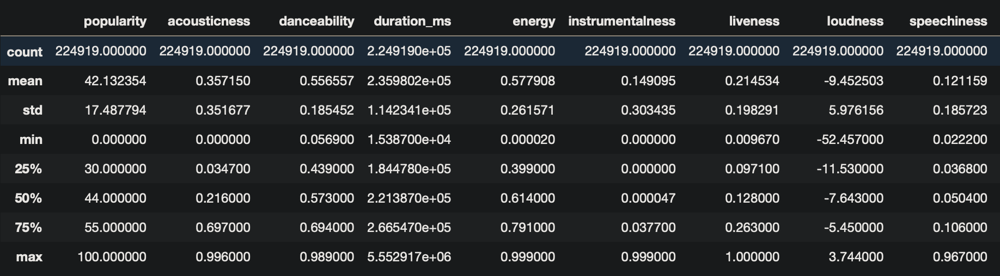 popularity acousticness danceability duration_ms energy instrumentalness liveness loudness speechiness
count 224919.000000 224919.000000 224919.000000 2.249190e+05 224919.000000 224919.000000 224919.000000 224919.000000 224919.000000
mean 42.132354 0.357150 0.556557 2.359802e+05 0.577908 0.149095 0.214534 -9.452503 0.121159
std 17.487794 0.351677 0.185452 1.142341e+05 0.261571 0.303435 0.198291 5.976156 0.185723
min 0.000000 0.000000 0.056900 1.538700e+04 0.000020 0.000000 0.009670 -52.457000 0.022200
25% 30.000000 0.034700 0.439000 1.844780e+05 0.399000 0.000000 0.097100 -11.530000 0.036800
50% 44.000000 0.216000 0.573000 2.213870e+05 0.614000 0.000047 0.128000 -7.643000 0.050400
75% 55.000000 0.697000 0.694000 2.665470e+05 0.791000 0.037700 0.263000 -5.450000 0.106000
max 100.000000 0.996000 0.989000 5.552917e+06 0.999000 0.999000 1.000000 3.744000 0.967000